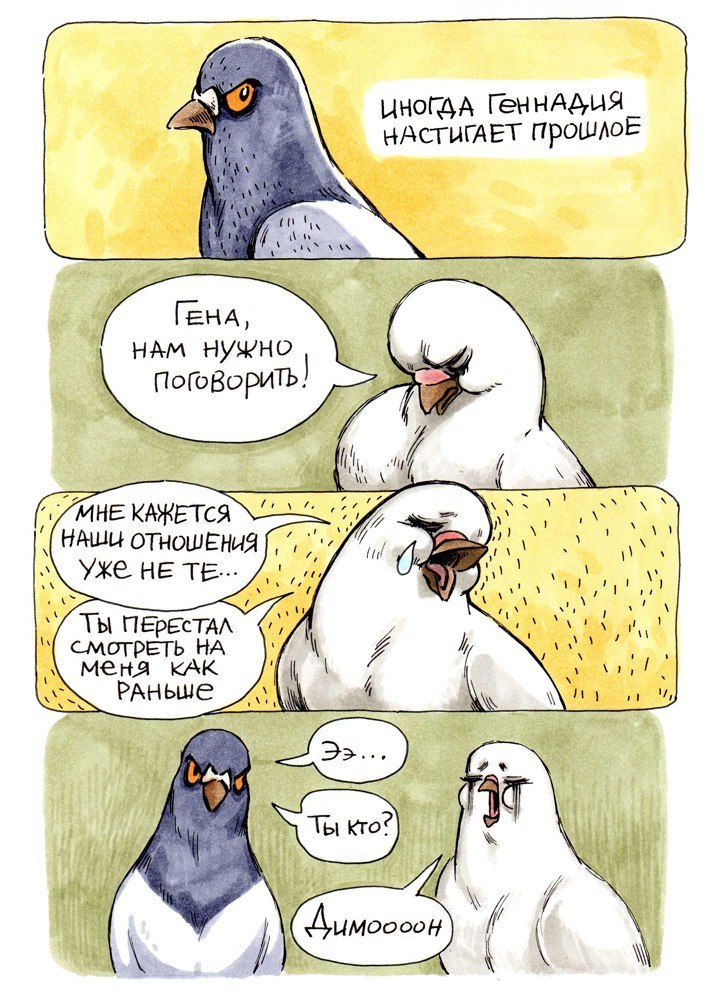 иногда Геннадия
настигает прошлое
Гена,
нам нужно
поговорить!
мне кажется
наши отношения
уже не те...
Ты перестал
смотреть на
меня как
раньше
Ээ...
Ты кто?
Димоооон